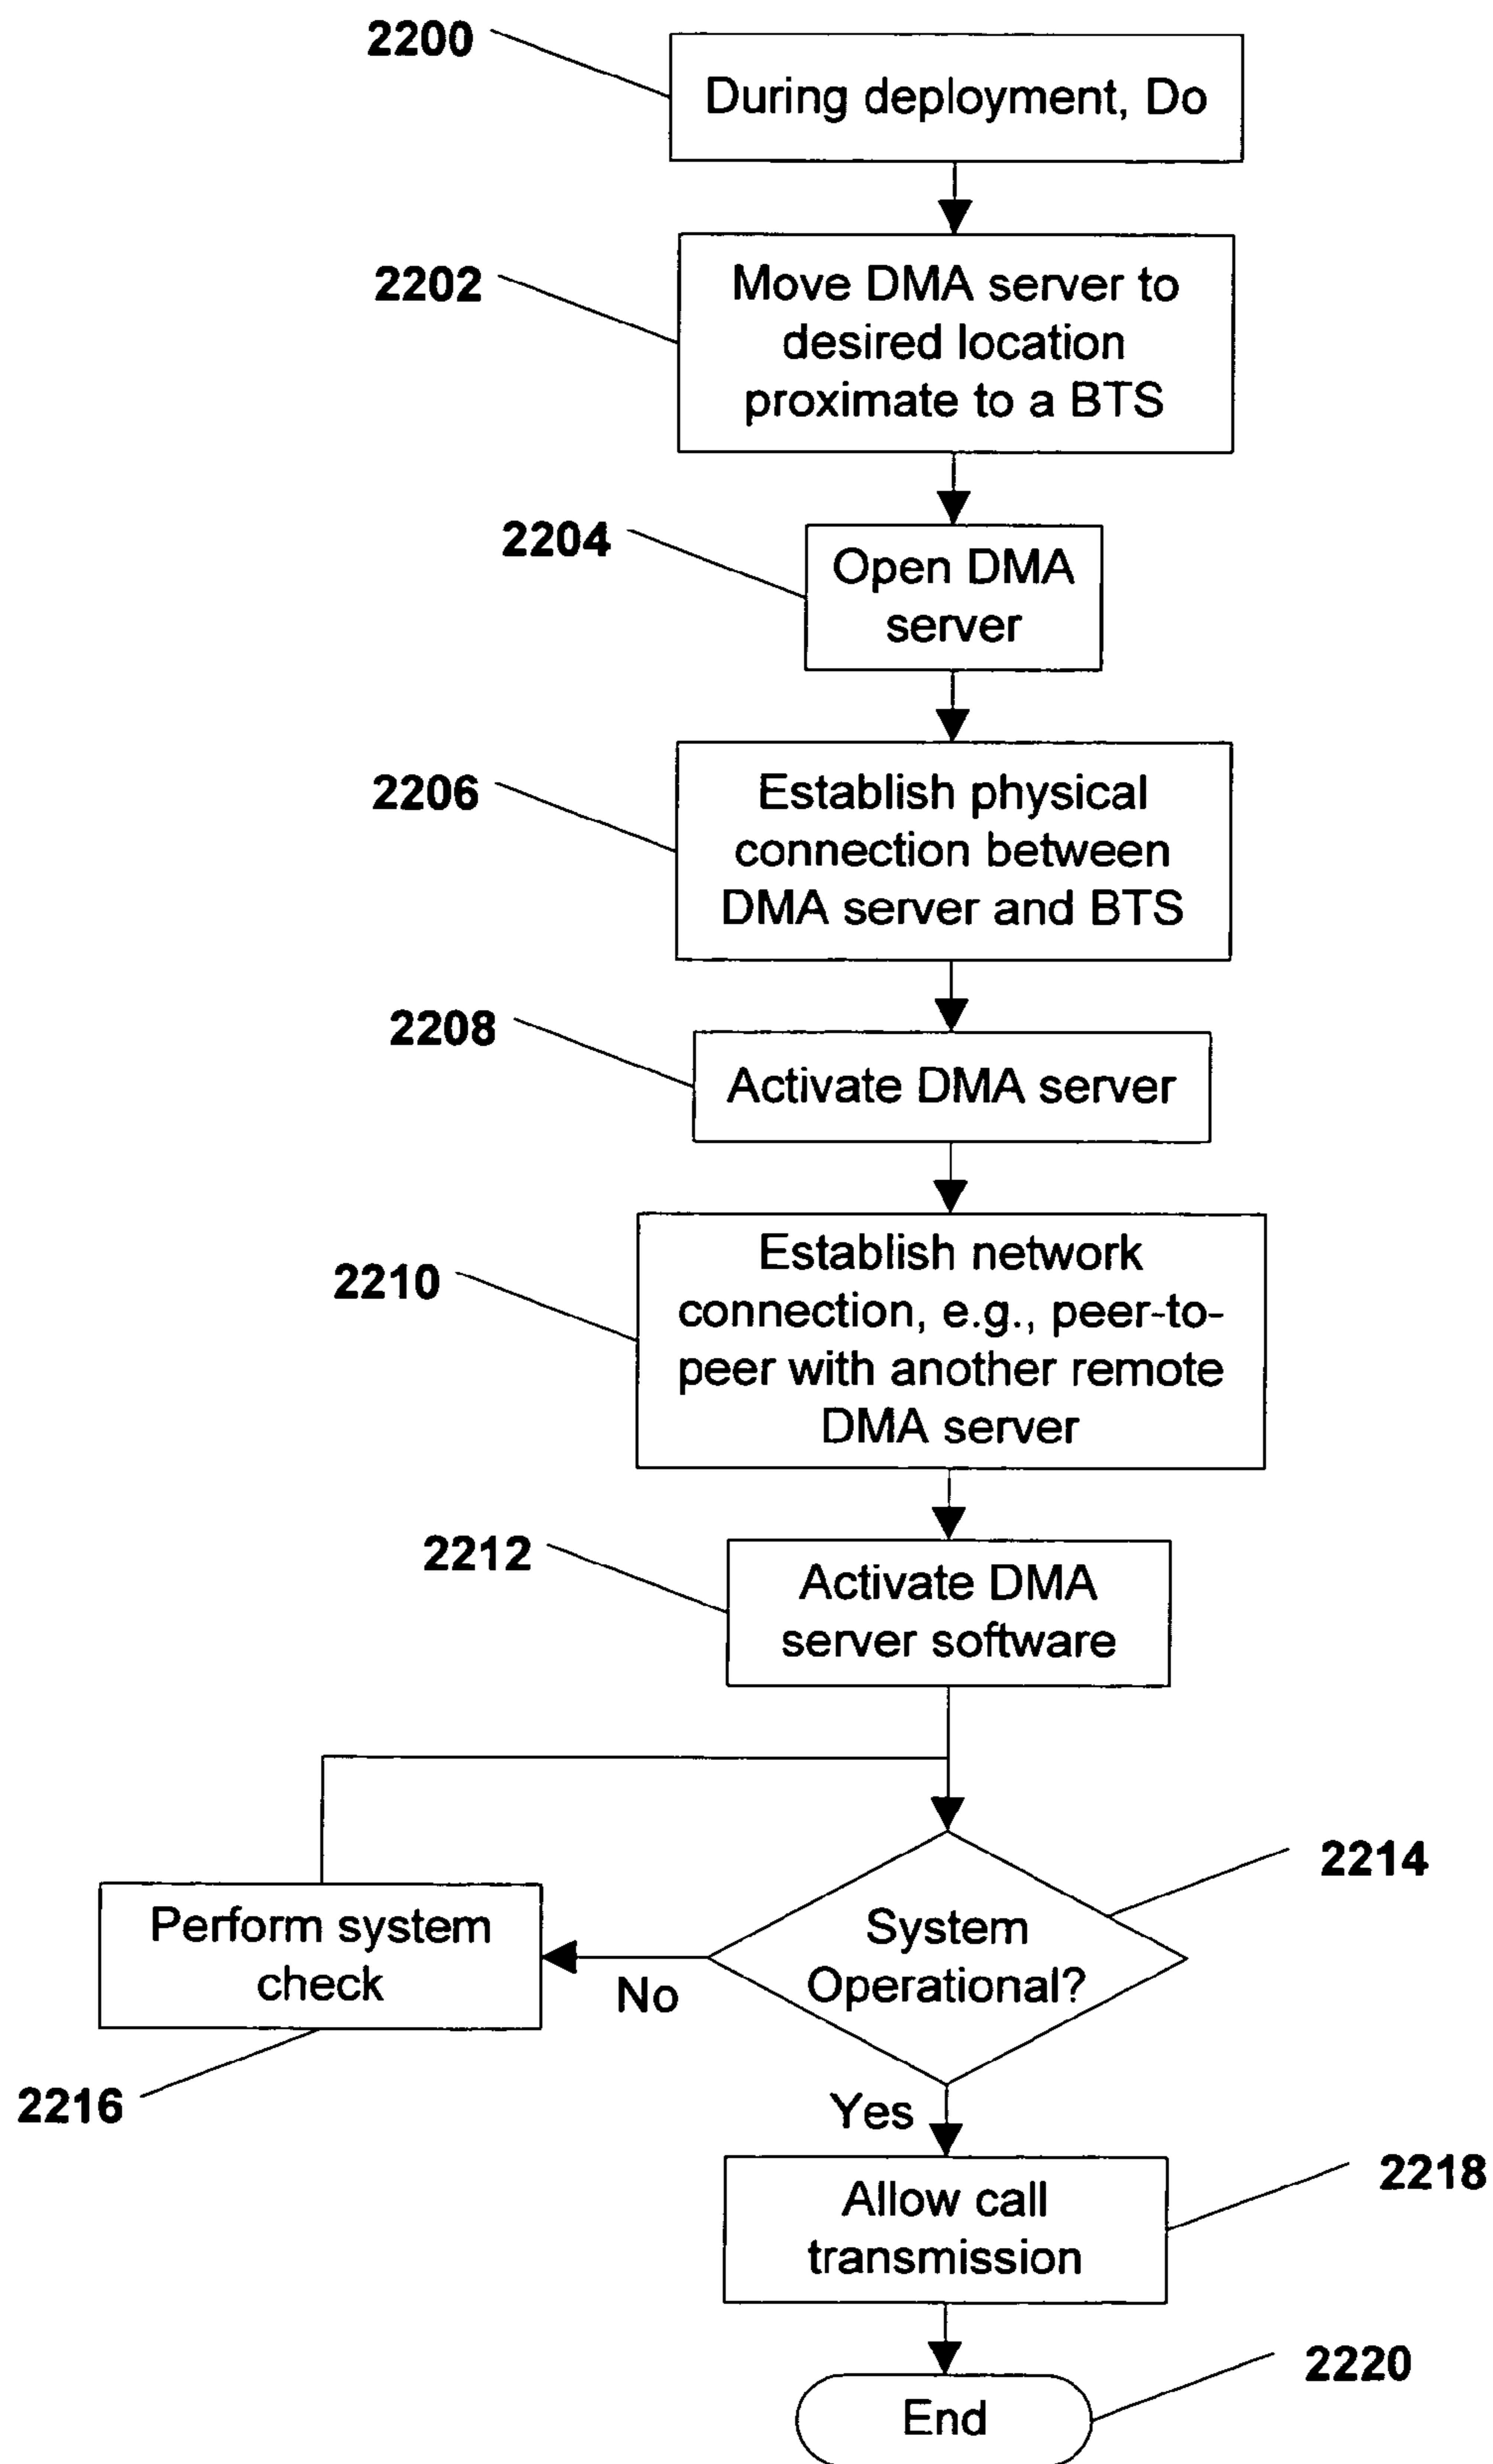 2200
During deployment, Do
2202
Move DMA server to
desired location
proximate to a BTS
2204
Open DMA
server
2206
Establish physical
connection between
DMA server and BTS
2208
Activate DMA server
2210
Establish network
connection, e.g., peer-to-
peer with another remote
DMA server
2212
Activate DMA
server software
2214
System
Operational?
No
Perform system
check
2216
Yes
2218
Allow call
transmission
2220
End